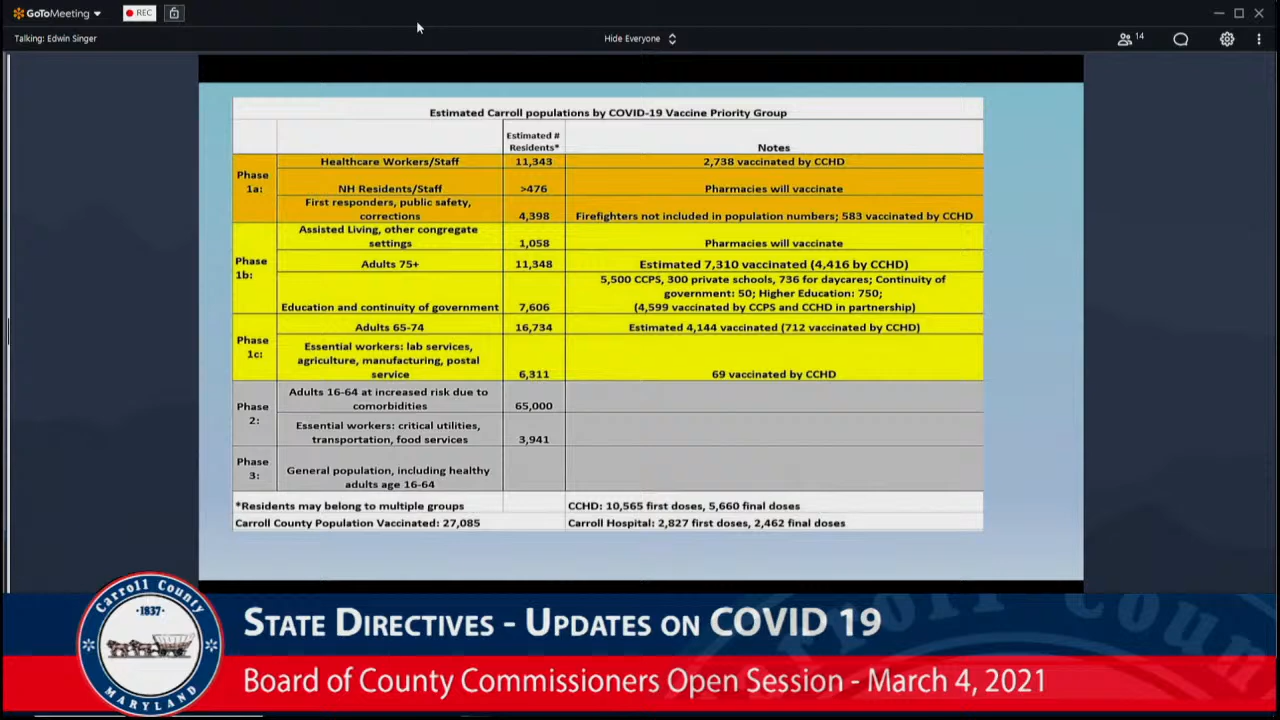 GoToMeeting
REC
Talking: Edwin Singer
Hide Everyone
14
Estimated Carroll populations by COVID-19 Vaccine Priority Group
Estimated #
Residents*
Notes
Phase
1a:
Healthcare Workers/Staff
11,343
2,738 vaccinated by CCHD
NH Residents/Staff
>476
Pharmacies will vaccinate
First responders, public safety,
corrections
4,398
Firefighters not included in population numbers; 583 vaccinated by CCHD
Phase
1b:
Assisted Living, other congregate
settings
1,058
Pharmacies will vaccinate
Adults 75+
11,348
Estimated 7,310 vaccinated (4,416 by CCHD)
Education and continuity of government
7,606
5,500 CCPS, 300 private schools, 736 for daycares; Continuity of
government: 50; Higher Education: 750;
(4,599 vaccinated by CCPS and CCHD in partnership)
Phase
1c:
Adults 65-74
16,734
Estimated 4,144 vaccinated (712 vaccinated by CCHD)
Essential workers: lab services,
agriculture, manufacturing, postal
service
6,311
69 vaccinated by CCHD
Phase
2:
Adults 16-64 at increased risk due to
comorbidities
65,000
Essential workers: critical utilities,
transportation, food services
3,941
Phase
3:
General population, including healthy
adults age 16-64
*Residents may belong to multiple groups
CCHD: 10,565 first doses, 5,660 final doses
Carroll County Population Vaccinated: 27,085
Carroll Hospital: 2,827 first doses, 2,462 final doses
Carroll County
·1837·
MARYLAND
STATE DIRECTIVES - UPDATES ON COVID 19
Board of County Commissioners Open Session - March 4, 2021